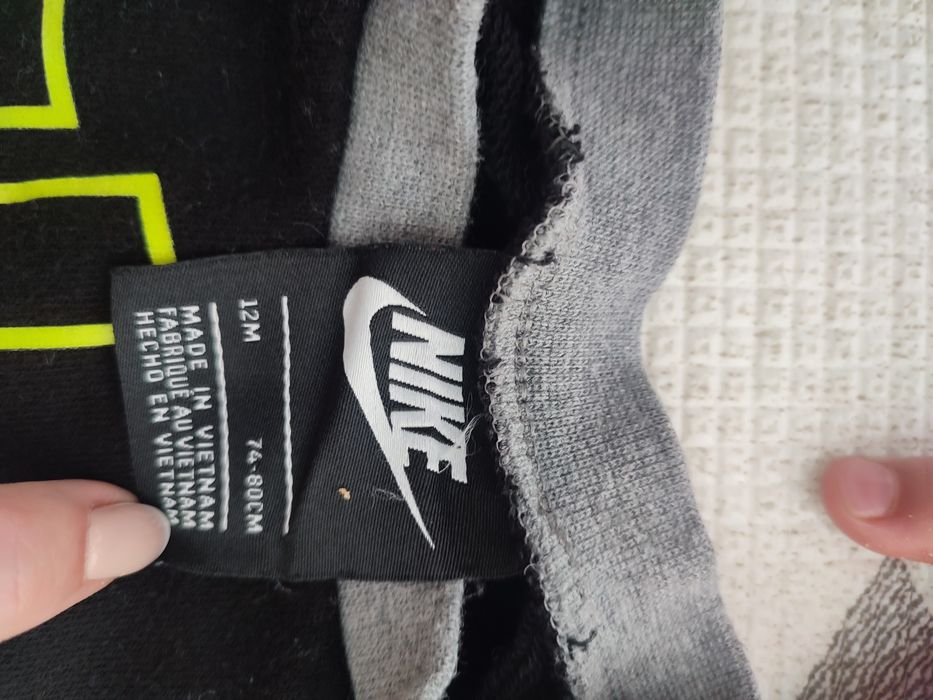 NIKE
12M 74-80CM
MADE IN VIETNAM
FABRIQUÉ AU VIETNAM
HECHO EN VIETNAM